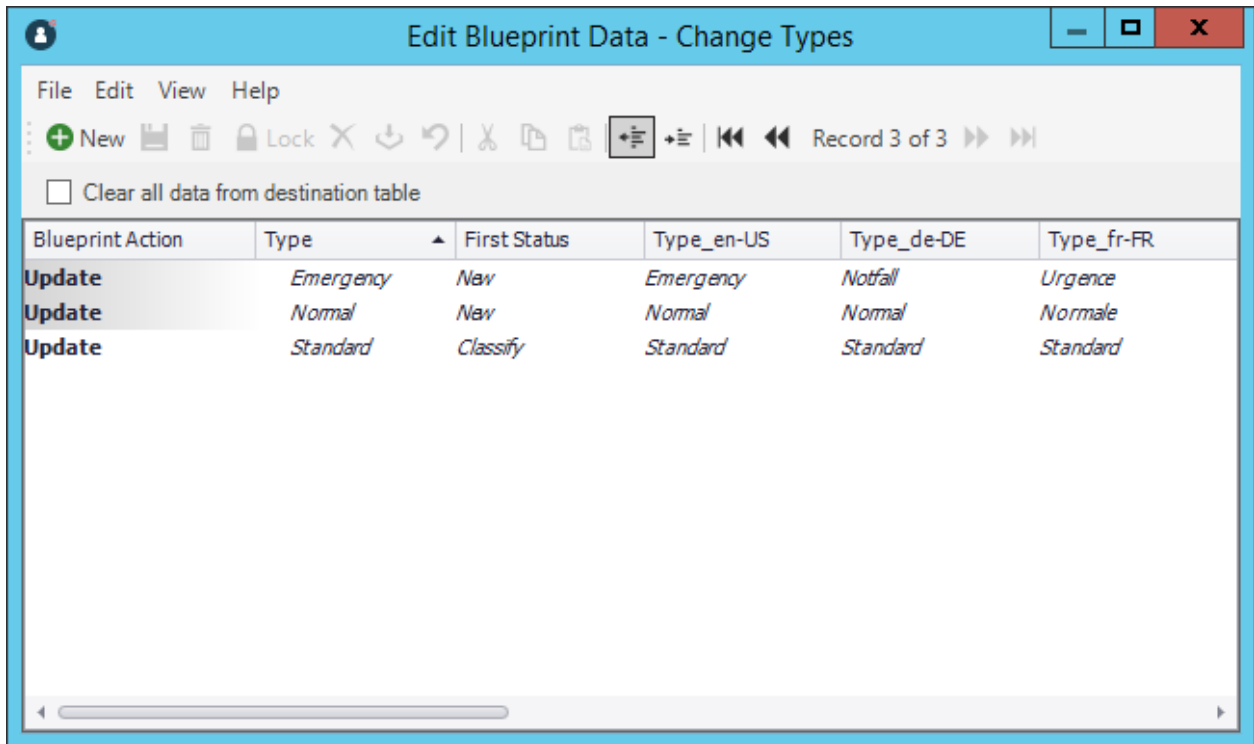 Edit Blueprint Data - Change Types
File Edit View Help
New Lock Record 3 of 3
Clear all data from destination table
Blueprint Action Type First Status Type_en-US Type_de-DE Type_fr-FR
Update Emergency New Emergency Notfall Urgence
Update Normal New Normal Normal Normale
Update Standard Classify Standard Standard Standard